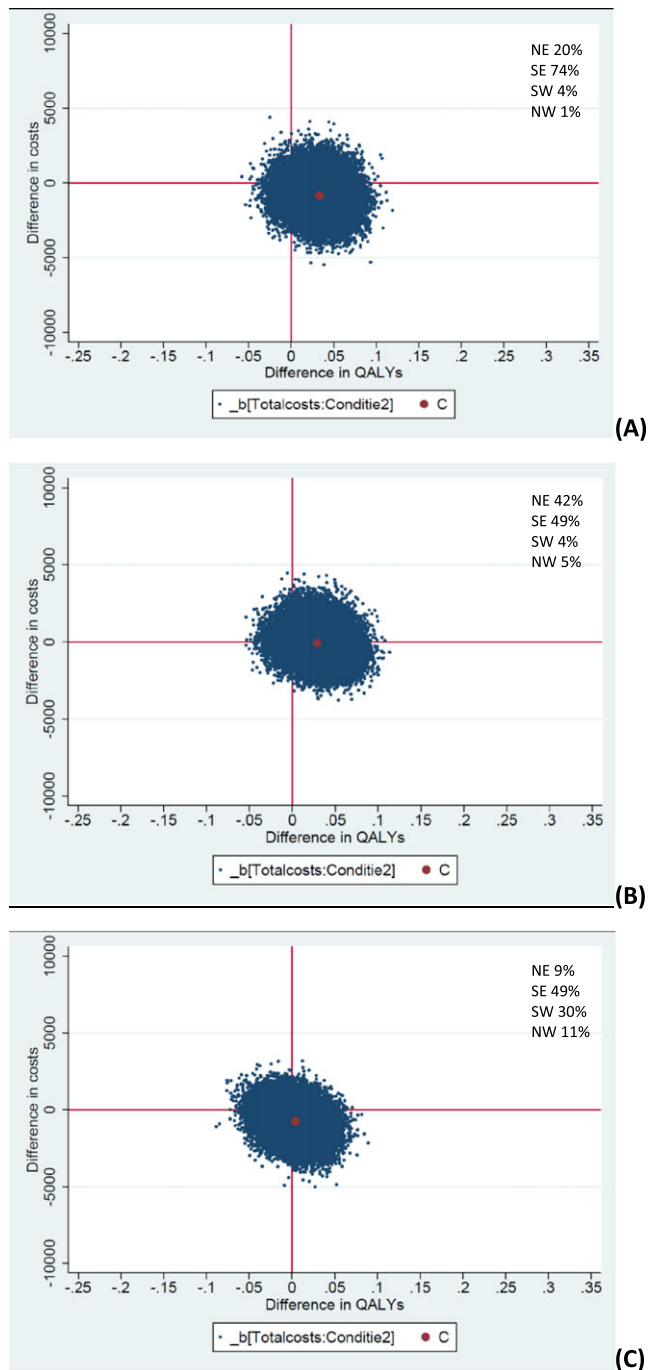 10000
5000
0
-5000
-10000
Difference in costs
NE 20%
SE 74%
SW 4%
NW 1%
-.25 -.2 -.15 -.1 -.05 0 .05 .1 .15 .2 .25 .3 .35
Difference in QALYs
_b[Totalcosts:Conditie2] C
(A)
10000
5000
0
-5000
-10000
Difference in costs
NE 42%
SE 49%
SW 4%
NW 5%
-.25 -.2 -.15 -.1 -.05 0 .05 .1 .15 .2 .25 .3 .35
Difference in QALYs
_b[Totalcosts:Conditie2] C
(B)
10000
5000
0
-5000
-10000
Difference in costs
NE 9%
SE 49%
SW 30%
NW 11%
-.25 -.2 -.15 -.1 -.05 0 .05 .1 .15 .2 .25 .3 .35
Difference in QALYs
_b[Totalcosts:Conditie2] C
(C)